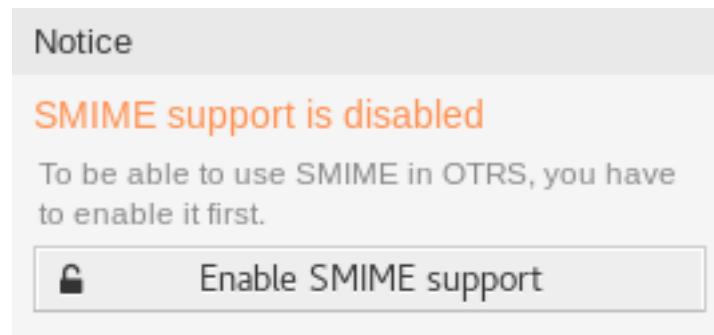 Notice
SMIME support is disabled
To be able to use SMIME in OTRS, you have
to enable it first.
Enable SMIME support